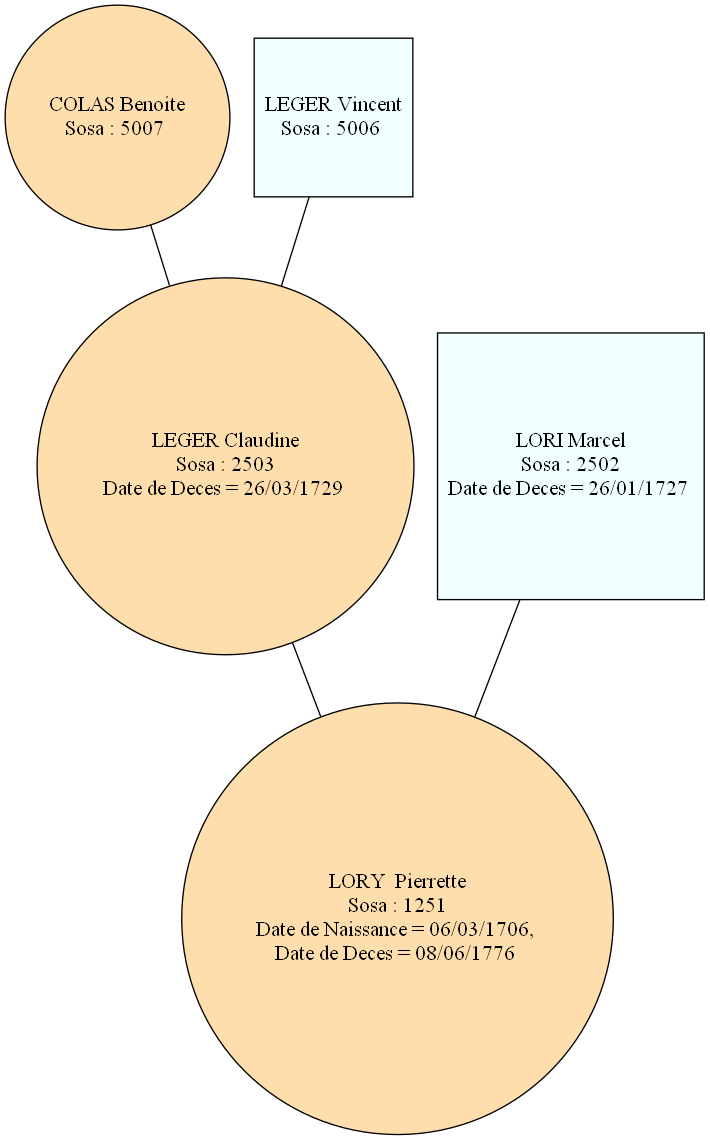 COLAS Benoite
Sosa : 5007
LEGER Vincent
Sosa : 5006
LEGER Claudine
Sosa : 2503
Date de Deces = 26/03/1729
LORI Marcel
Sosa : 2502
Date de Deces = 26/01/1727
LORY  Pierrette
Sosa : 1251
Date de Naissance = 06/03/1706,
Date de Deces = 08/06/1776